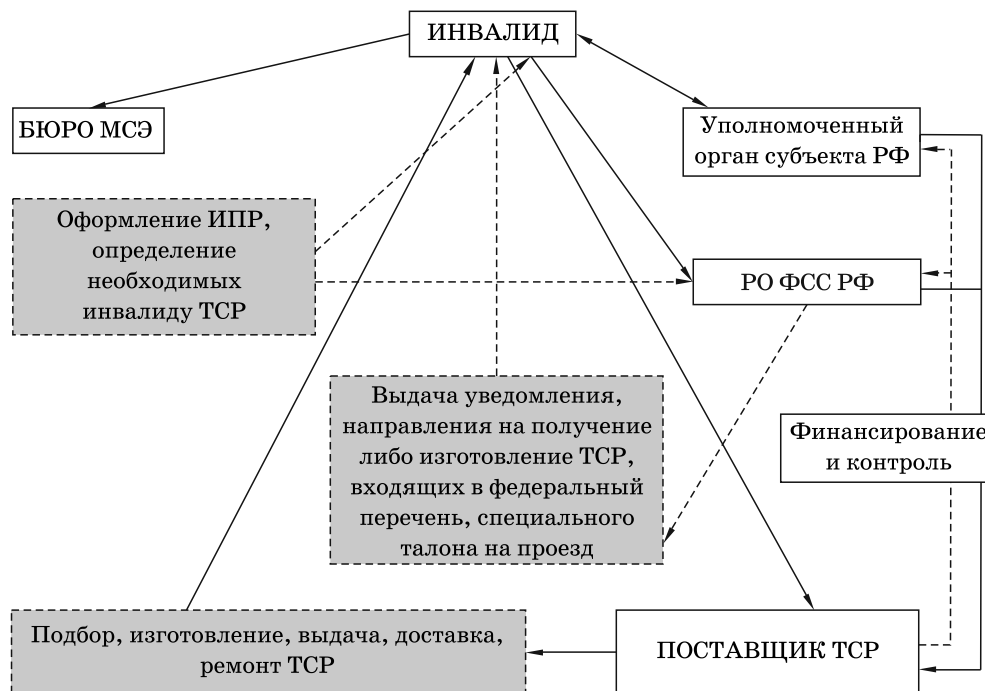 ИНВАЛИД
БЮРО МСЭ
Уполномоченный
орган субъекта РФ
Оформление ИПР,
определение
необходимых
инвалиду ТСР
РО ФСС РФ
Выдача уведомления,
направления на получение
либо изготовление ТСР,
входящих в федеральный
перечень, специального
талона на проезд
Финансирование
и контроль
Подбор, изготовление, выдача, доставка,
ремонт ТСР
ПОСТАВЩИК ТСР